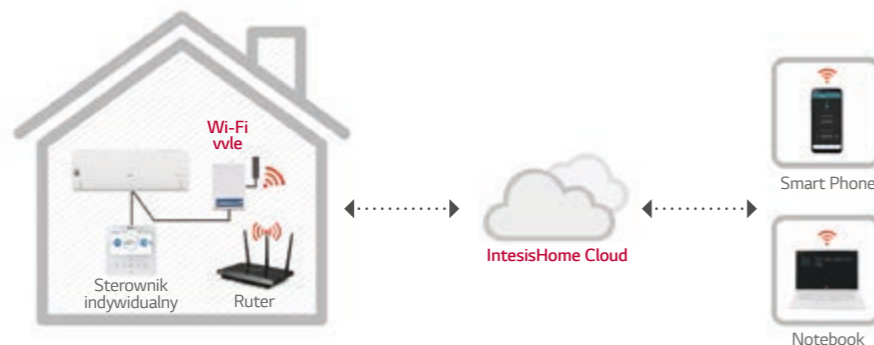 Wi-Fi
vvle
Sterownik
indywidualny
Ruter
IntesisHome Cloud
Smart Phone
Notebook